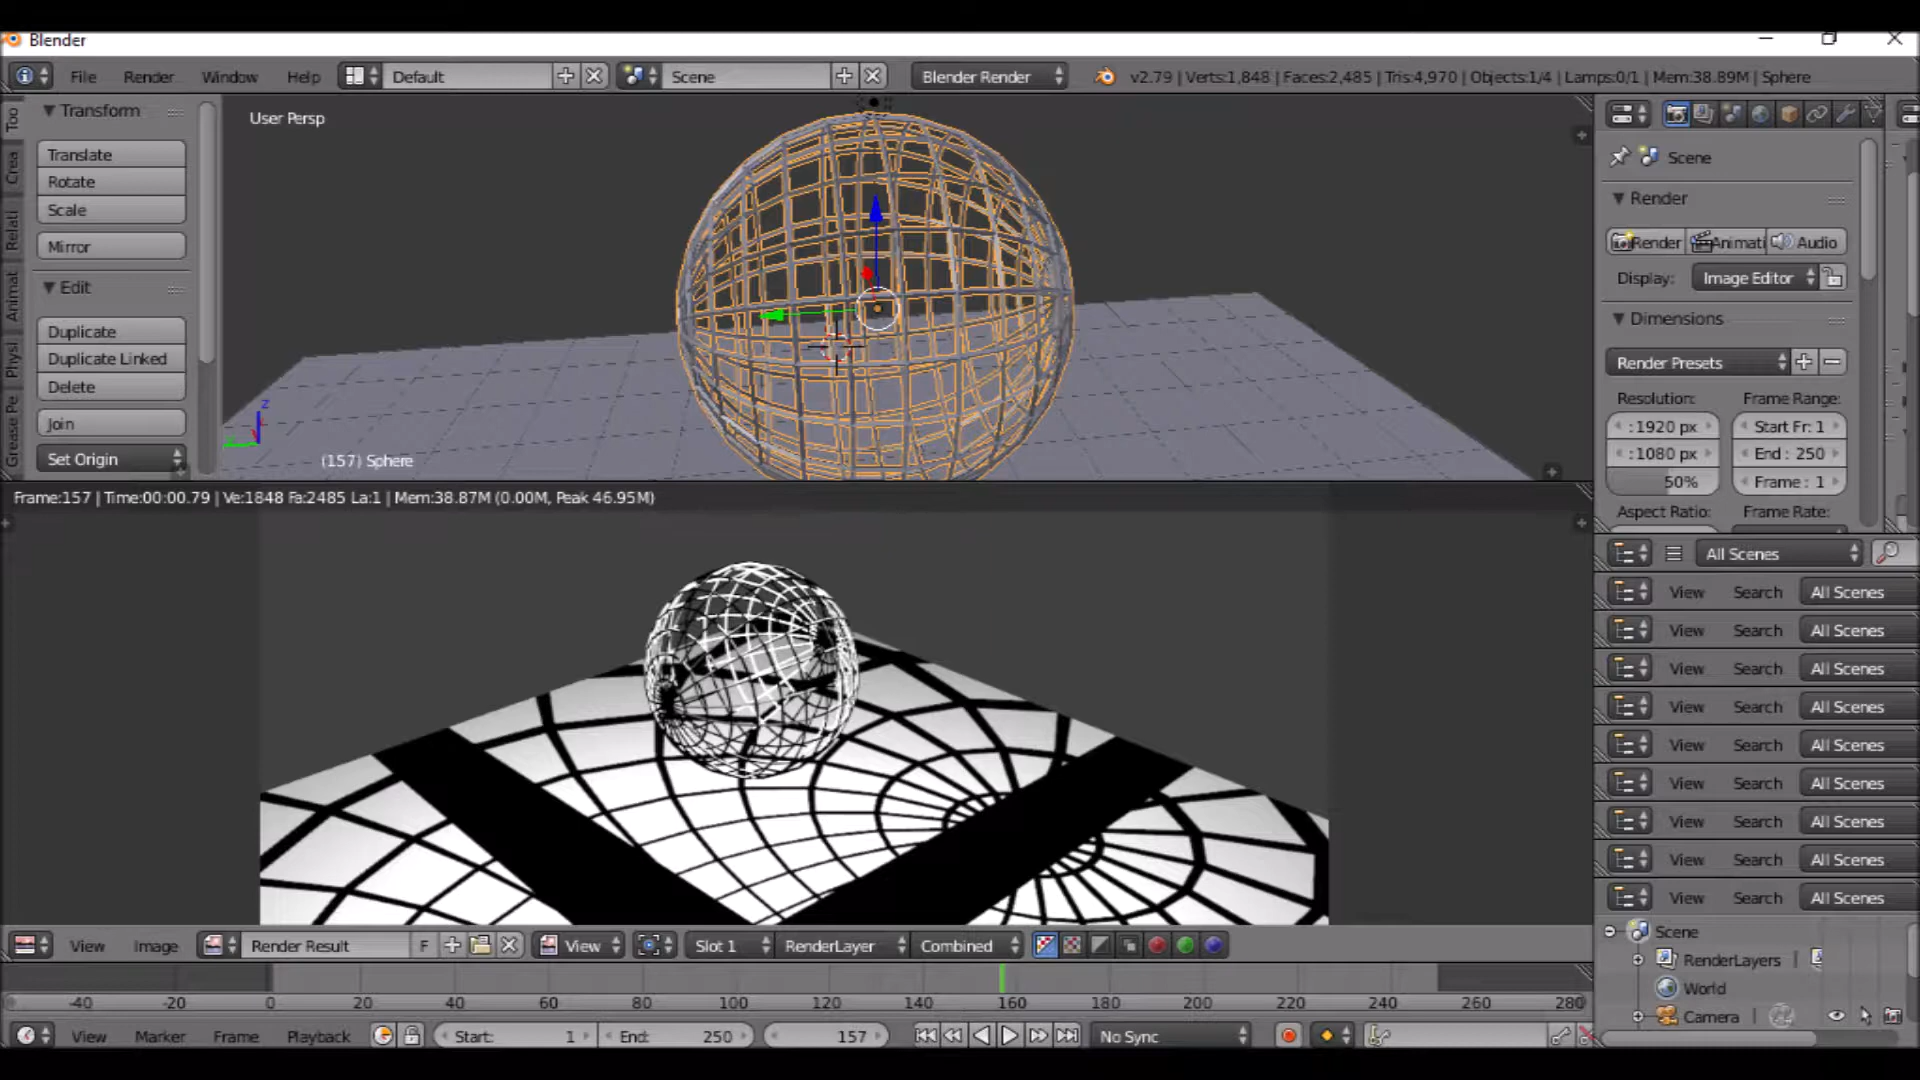 Blender
File Render Window Help Default Scene Blender Render v2.79 | Verts:1,848 | Faces:2,485 | Tris:4,970 | Objects:1/4 | Lamps:0/1 | Mem:38.89M | Sphere
Too
Crea
Relati
Animat
Physi
Grease Pe
Transform
Translate
Rotate
Scale
Mirror
Edit
Duplicate
Duplicate Linked
Delete
Join
Set Origin
User Persp
z
(157) Sphere
Scene
Render
Render Animati Audio
Display: Image Editor
Dimensions
Render Presets
Resolution: Frame Range:
:1920 px Start Fr: 1
:1080 px End : 250
50% Frame : 1
Aspect Ratio: Frame Rate:
Frame:157 | Time:00:00.79 | Ve:1848 Fa:2485 La:1 | Mem:38.87M (0.00M, Peak 46.95M)
All Scenes
View Search All Scenes
View Search All Scenes
View Search All Scenes
View Search All Scenes
View Search All Scenes
View Search All Scenes
View Search All Scenes
View Search All Scenes
View Search All Scenes
Scene
RenderLayers
World
Camera
View Image Render Result F View Slot 1 RenderLayer Combined
-40 -20 0 20 40 60 80 100 120 140 160 180 200 220 240 260 280
View Marker Frame Playback Start: 1 End: 250 157 No Sync